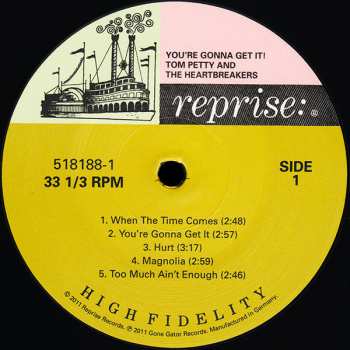 YOU'RE GONNA GET IT!
TOM PETTY AND
THE HEARTBREAKERS
reprise: ®
518188-1
33 1/3 RPM
SIDE
1
1. When The Time Comes (2:48)
2. You're Gonna Get It (2:57)
3. Hurt (3:17)
4. Magnolia (2:59)
5. Too Much Ain't Enough (2:46)
HIGH FIDELITY
℗ 2011 Reprise Records. ℗ 2011 Gone Gator Records. Manufactured in Germany.